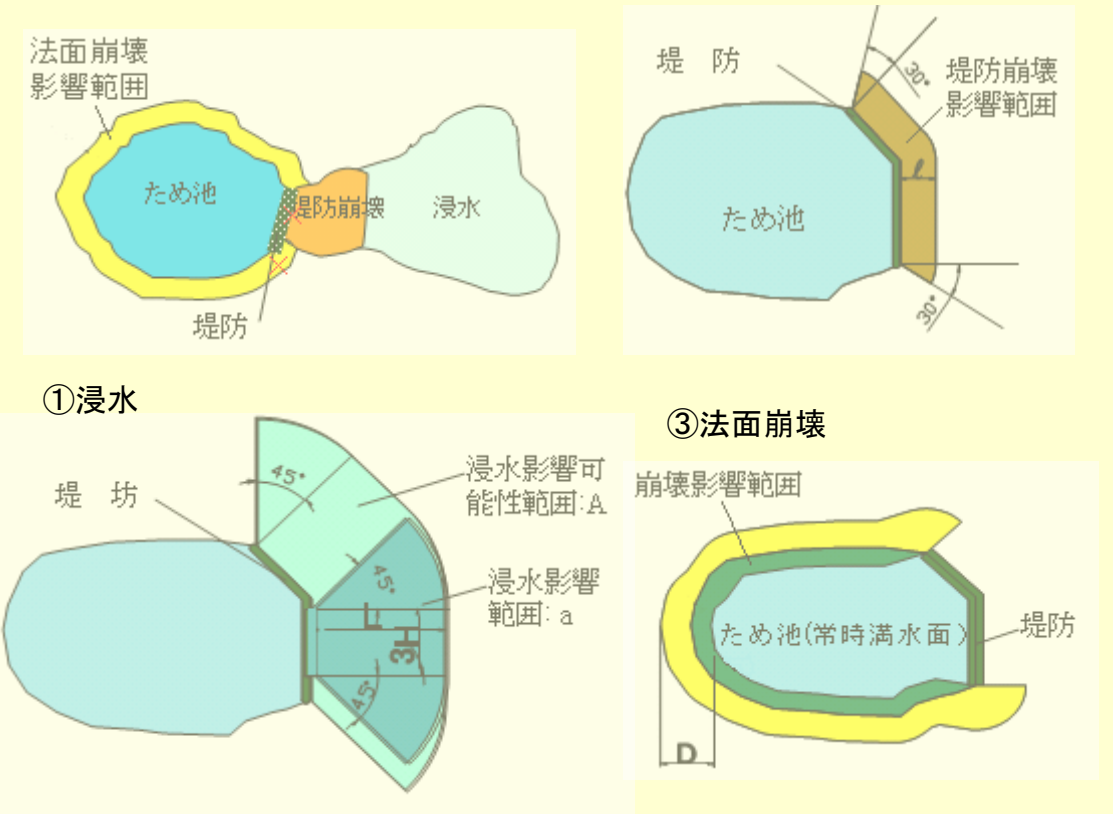 法面崩壊
影響範囲
ため池
堤防崩壊
浸水
堤防
堤 防
30°
堤防崩壊
影響範囲
ため池
ℓ
30°
①浸水
堤 坊
45°
浸水影響可
能性範囲:A
45°
浸水影響
範囲:a
L
3H
45°
③法面崩壊
崩壊影響範囲
ため池(常時満水面)
堤防
D